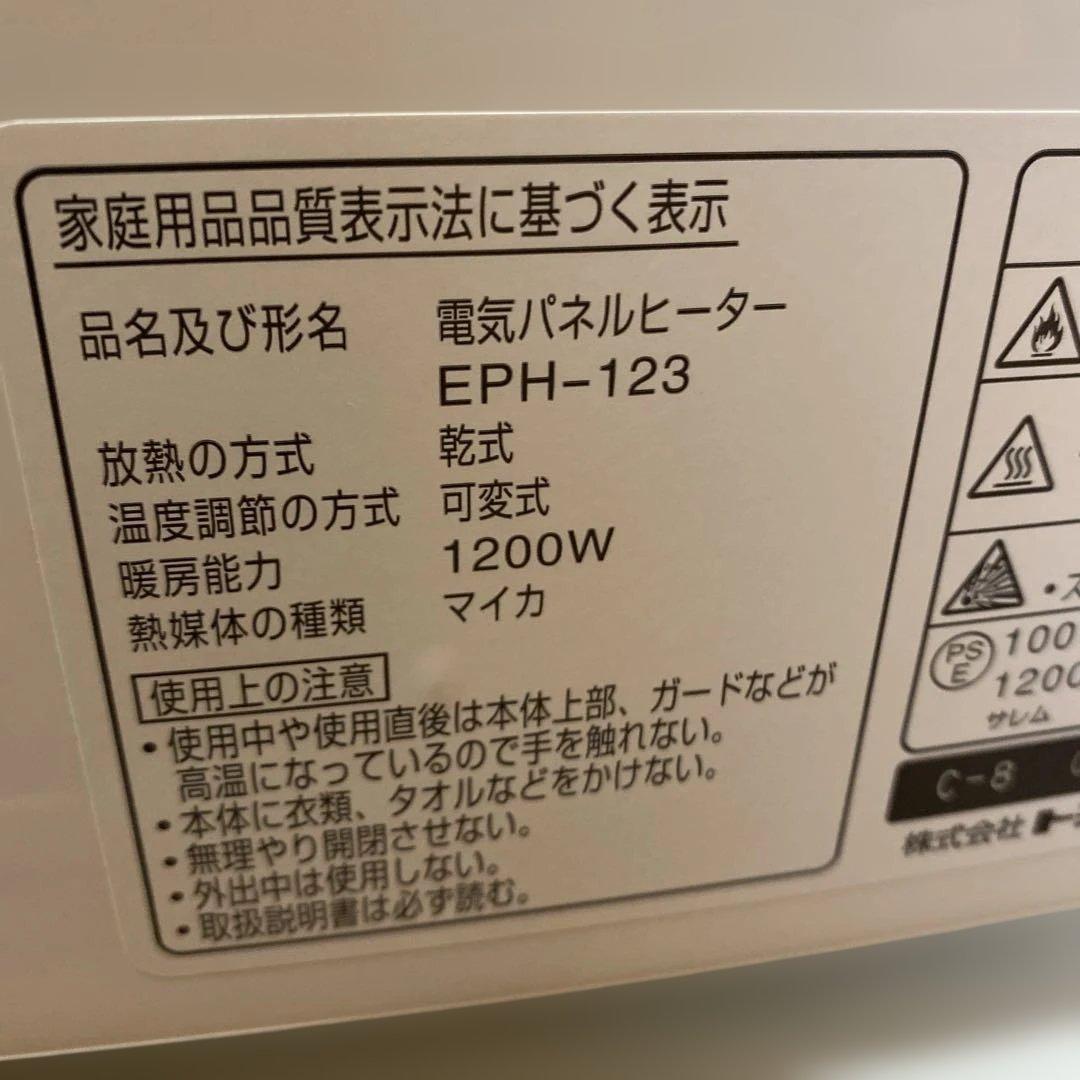 家庭用品品質表示法に基づく表示
品名及び形名 電気パネルヒーター
EPH-123
放熱の方式 乾式
温度調節の方式 可変式
暖房能力 1200W
熱媒体の種類 マイカ
使用上の注意
・使用中や使用直後は本体上部、ガードなどが
高温になっているので手を触れない。
・本体に衣類、タオルなどをかけない。
・無理やり開閉させない。
・外出中は使用しない。
・取扱説明書は必ず読む。
・ス
PS
E
100
1200
サレム
C-8
株式会社